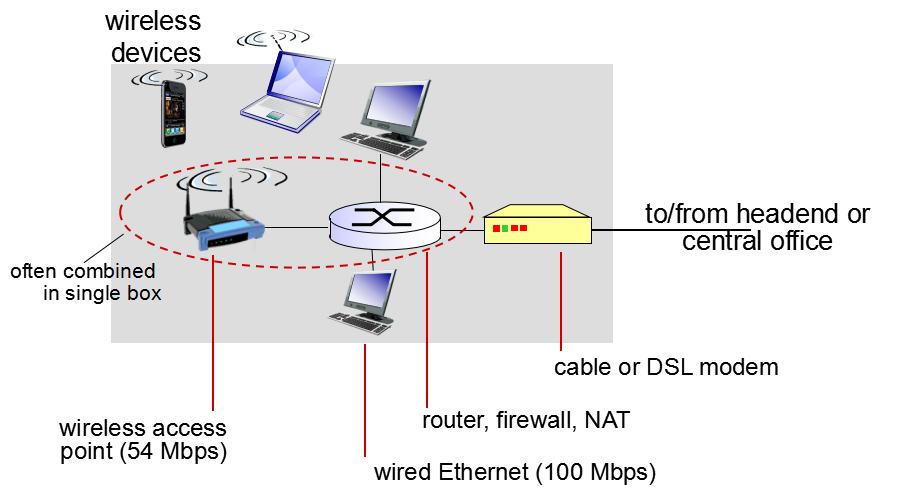 wireless
devices
to/from headend or
central office
often combined
in single box
cable or DSL modem
router, firewall, NAT
wireless access
point (54 Mbps)
wired Ethernet (100 Mbps)